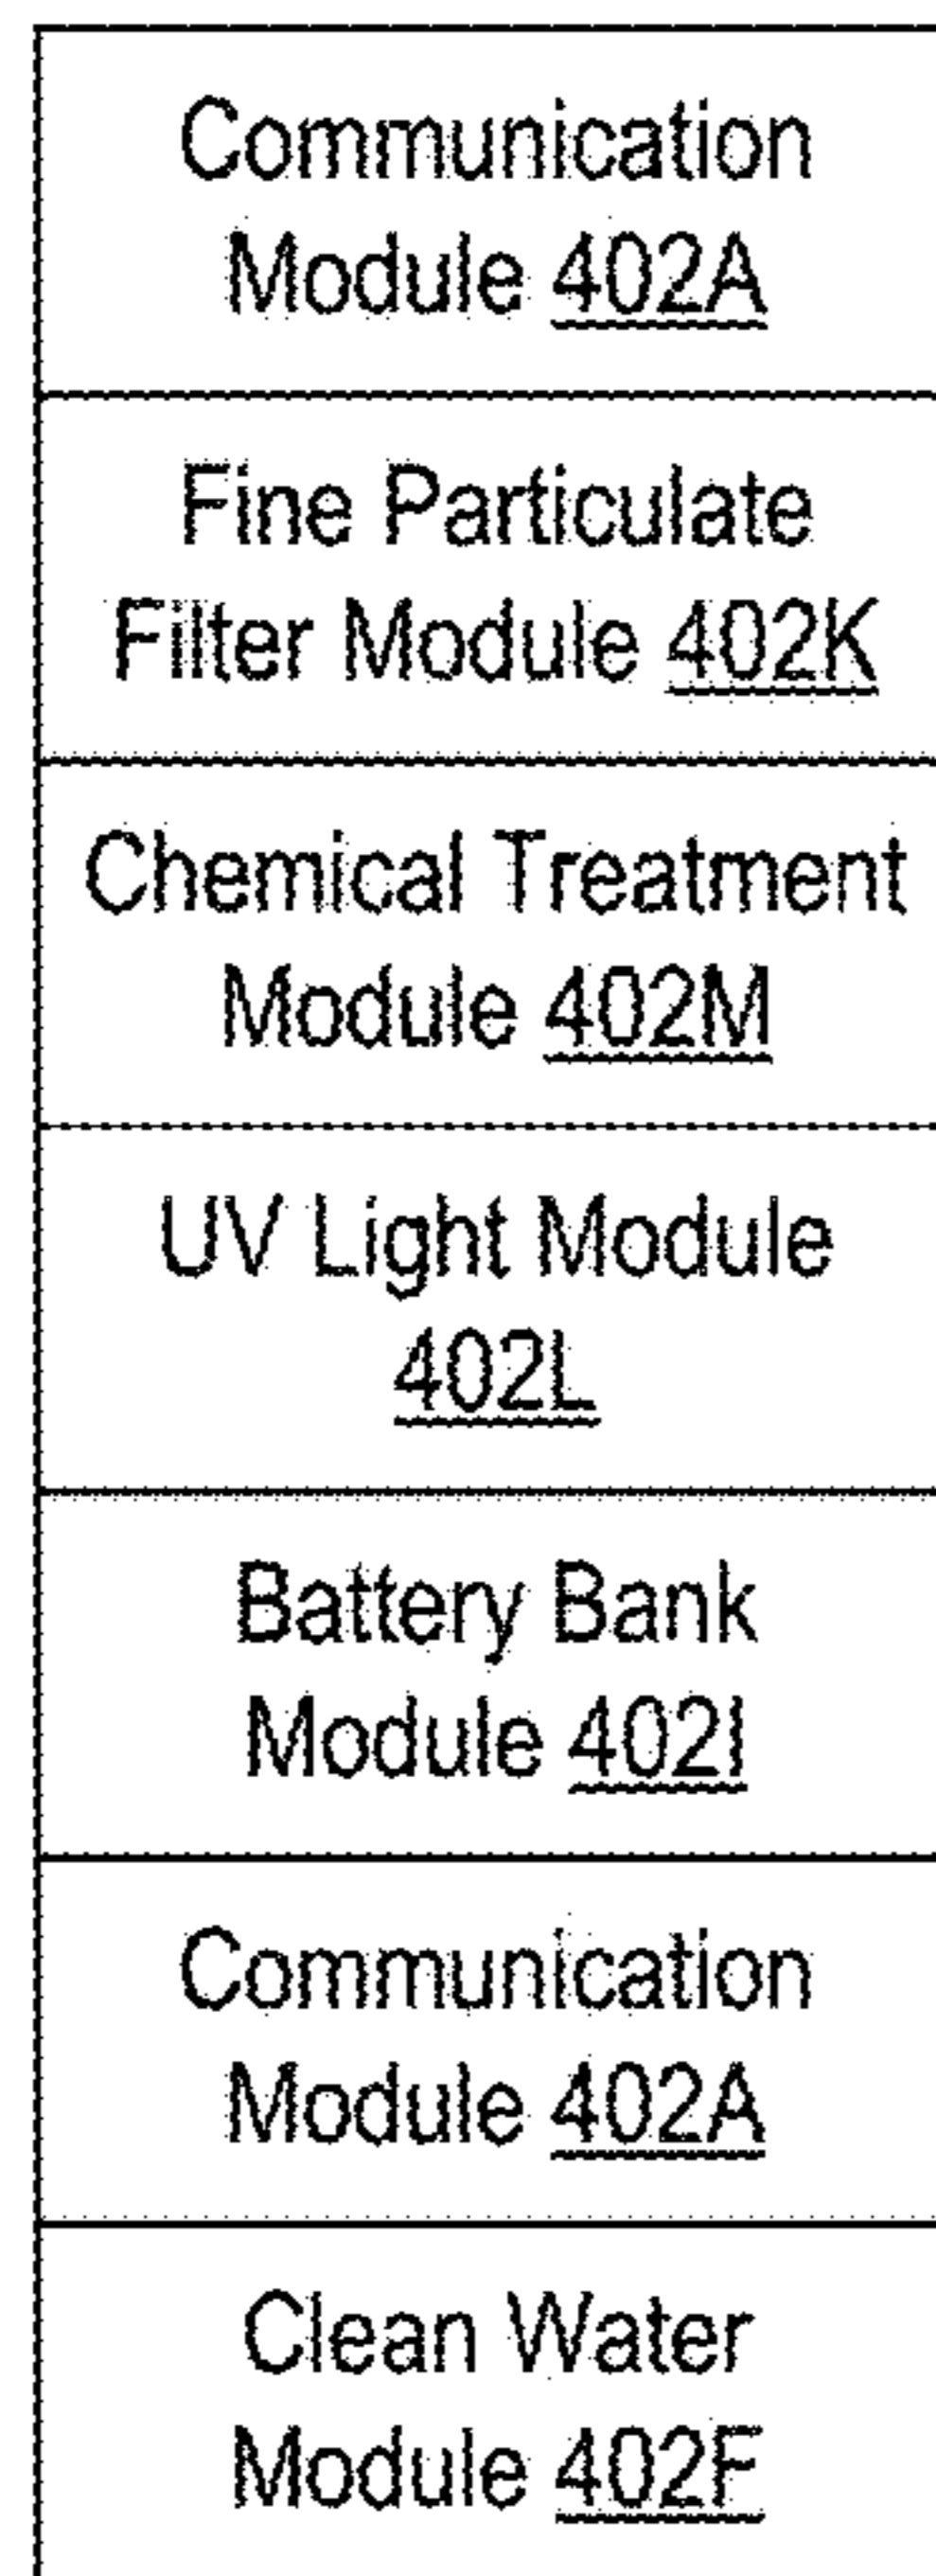 Communication
Module 402A
Fine Particulate
Filter Module 402K
Chemical Treatment
Module 402M
UV Light Module
402L
Battery Bank
Module 402I
Communication
Module 402A
Clean Water
Module 402F